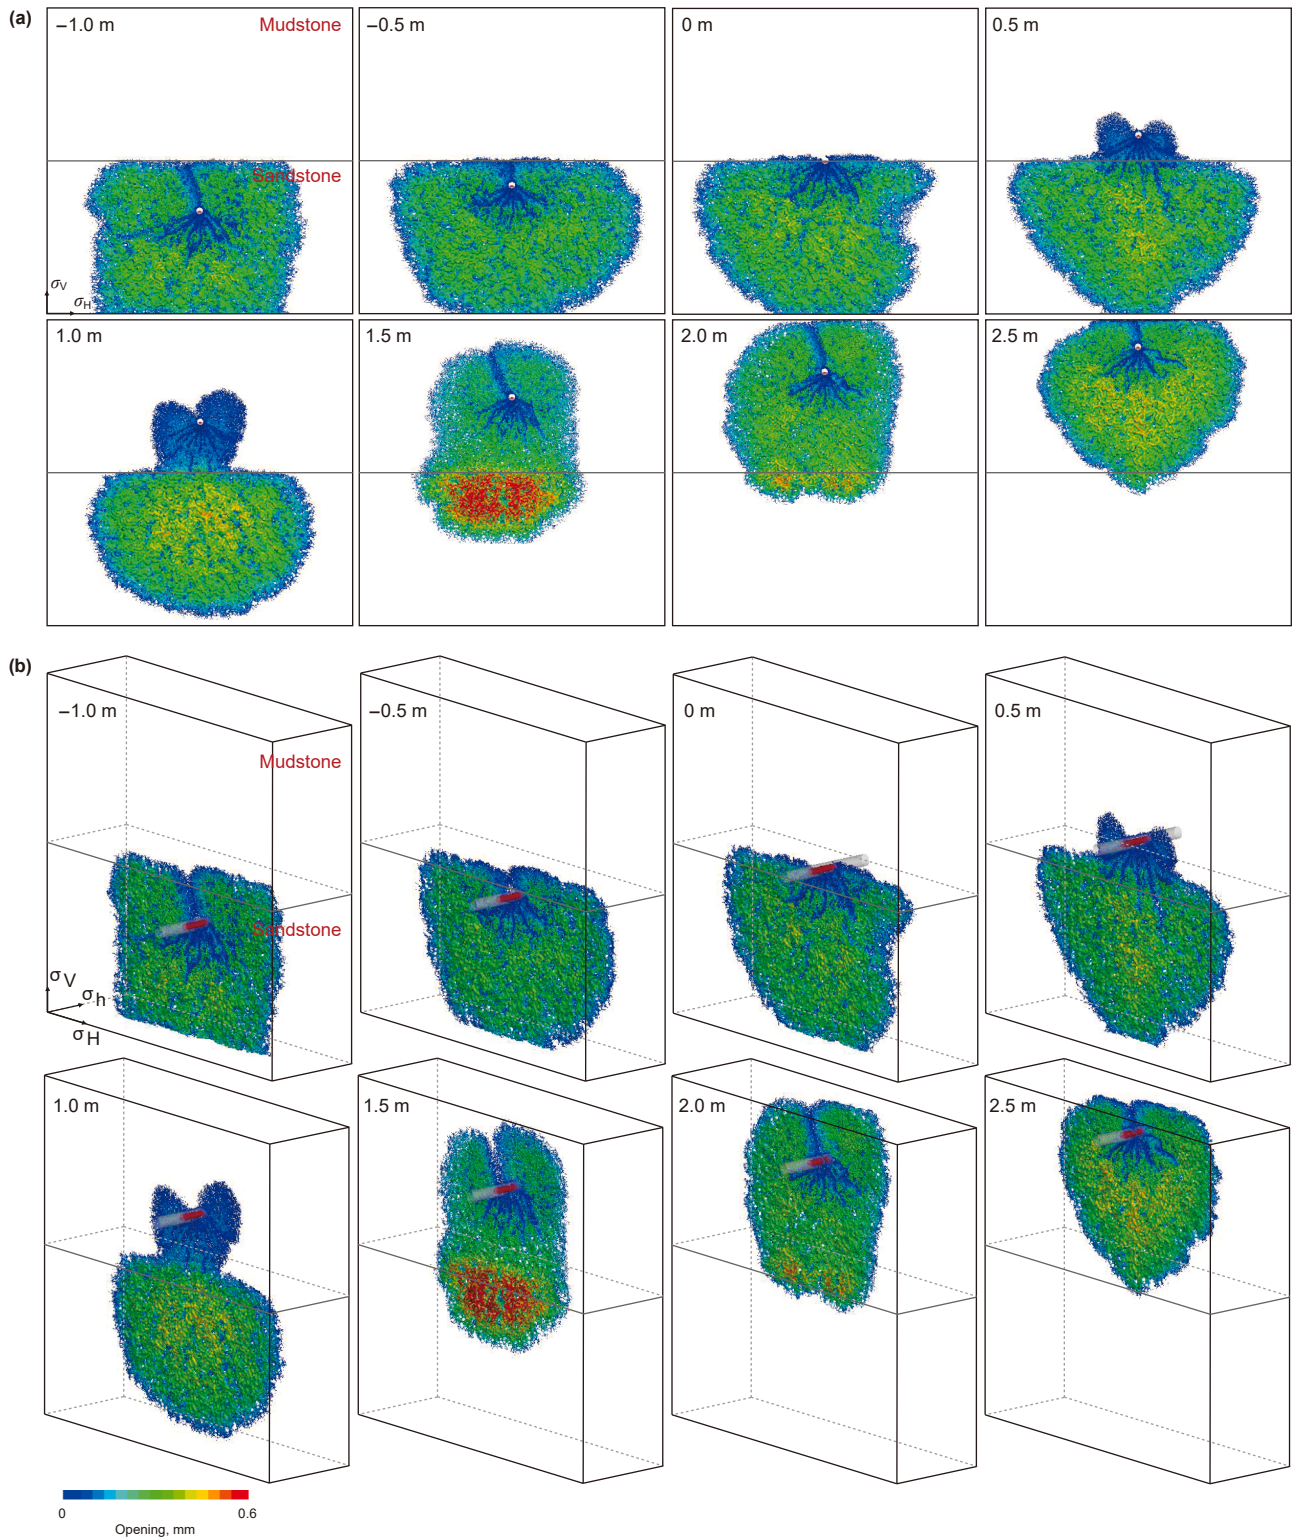 (a)
–1.0 m
Mudstone
–0.5 m
0 m
0.5 m
Sandstone
σV
σH
1.0 m
1.5 m
2.0 m
2.5 m
(b)
–1.0 m
–0.5 m
0 m
0.5 m
Mudstone
Sandstone
σV
σh
σH
1.0 m
1.5 m
2.0 m
2.5 m
0
0.6
Opening, mm